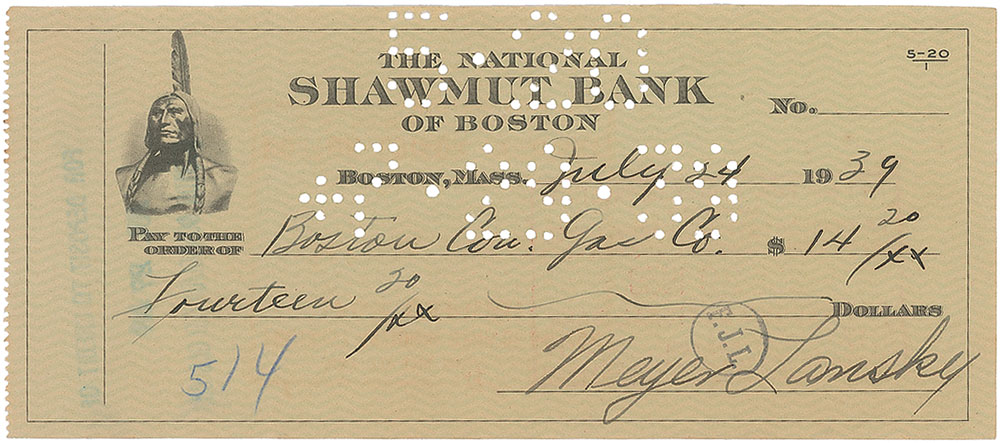 THE NATIONAL
5-20
1
SHAWMUT BANK
No.
OF BOSTON
BOSTON, MASS. July 24 1939
PAY TO THE
ORDER OF Boston Con. Gas Co. $ 14 20/xx
Fourteen 20/xx DOLLARS
514
Meyer Lansky